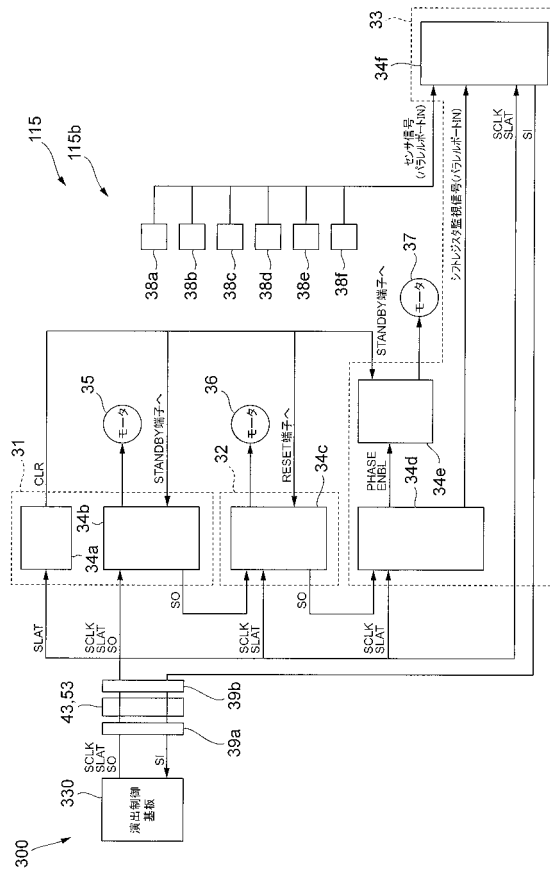 300
330
演出制御
基板
SCLK
SLAT
SO
SI
39a
43,53
39b
SLAT
SCLK
SLAT
SO
31
34a
34b
CLR
35
モータ
STANDBY端子へ
SO
SCLK
SLAT
32
34c
36
モータ
RESET端子へ
SO
SCLK
SLAT
34d
PHASE
ENBL
34e
STANDBY端子へ
37
モータ
115
115b
38a
38b
38c
38d
38e
38f
センサ信号
(パラレルポートIN)
シフトレジスタ監視信号(パラレルポートIN)
SCLK
SLAT
SI
33
34f